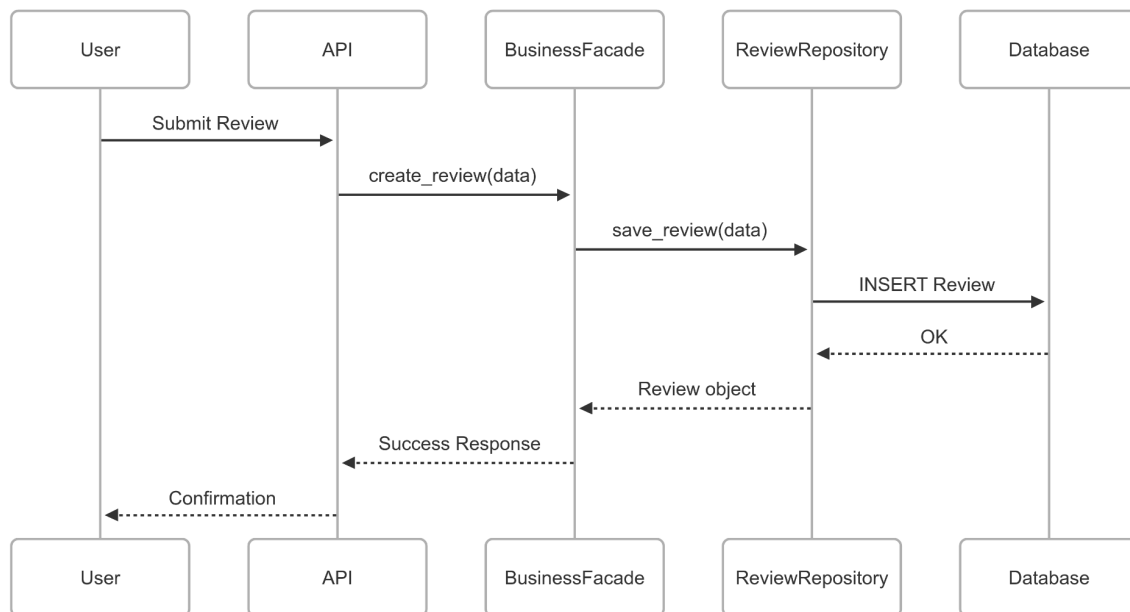 User
API
BusinessFacade
ReviewRepository
Database
Submit Review
create_review(data)
save_review(data)
INSERT Review
OK
Review object
Success Response
Confirmation
User
API
BusinessFacade
ReviewRepository
Database